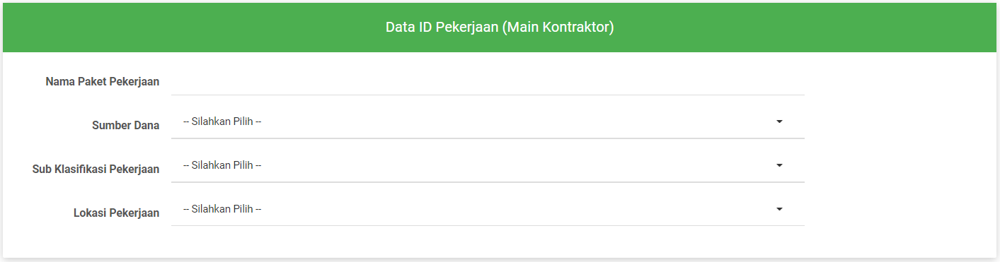 Data ID Pekerjaan (Main Kontraktor)
Nama Paket Pekerjaan
Sumber Dana -- Silahkan Pilih --
Sub Klasifikasi Pekerjaan -- Silahkan Pilih --
Lokasi Pekerjaan -- Silahkan Pilih --